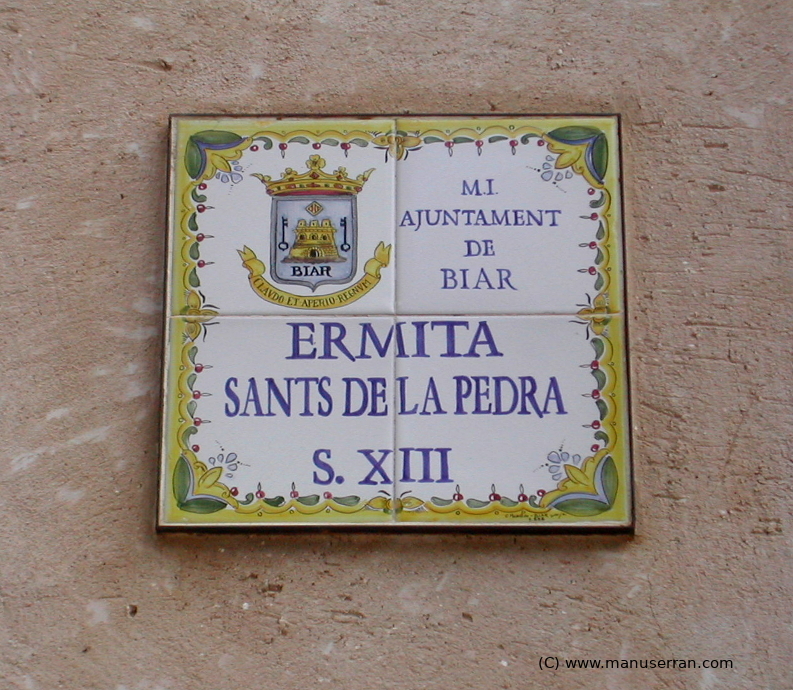 BIAR
CLAVDO ET APERIO REGNVM
M.I.
AJUNTAMENT
DE
BIAR
ERMITA
SANTS DE LA PEDRA
S. XIII
(C) www.manuserran.com